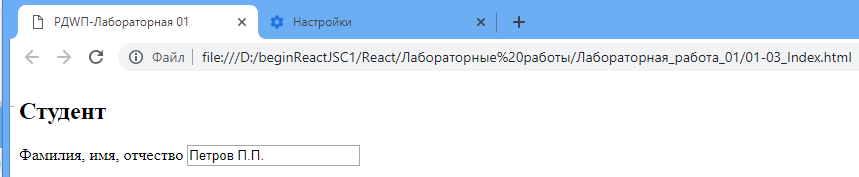 РДWП-Лабораторная 01
Настройки
Файл file:///D:/beginReactJSC1/React/Лабораторные%20работы/Лабораторная_работа_01/01-03_Index.html
Студент
Фамилия, имя, отчество Петров П.П.